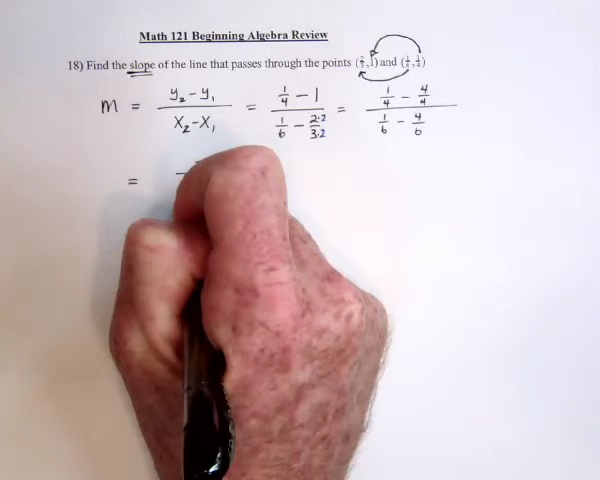 Math 121 Beginning Algebra Review
18) Find the slope of the line that passes through the points (2/3, 1) and (1/6, 1/4)
m = (y₂ - y₁)/(x₂ - x₁) = (1/4 - 1)/(1/6 - 2·2/3·2) = (1/4 - 4/4)/(1/6 - 4/6)
=